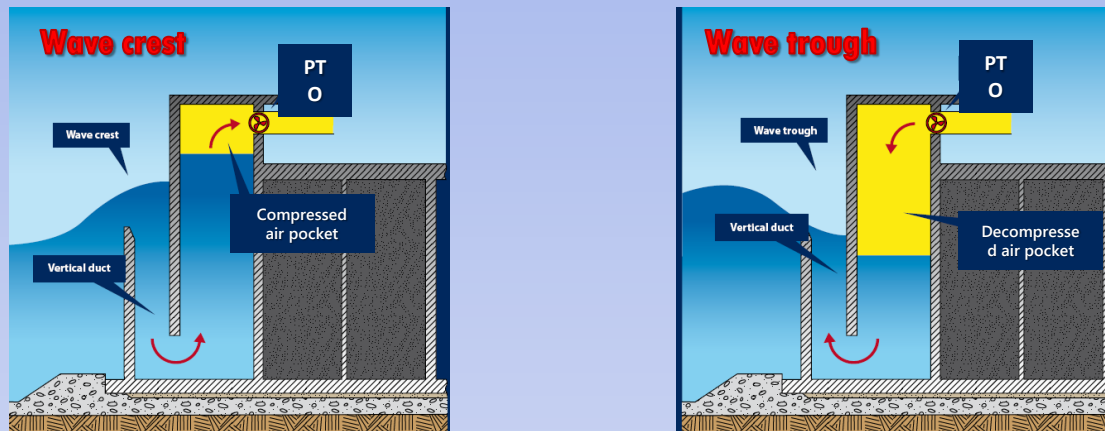 Wave crest
PT
O
Wave crest
Compressed
air pocket
Vertical duct
Wave trough
PT
O
Wave trough
Vertical duct
Decompresse
d air pocket